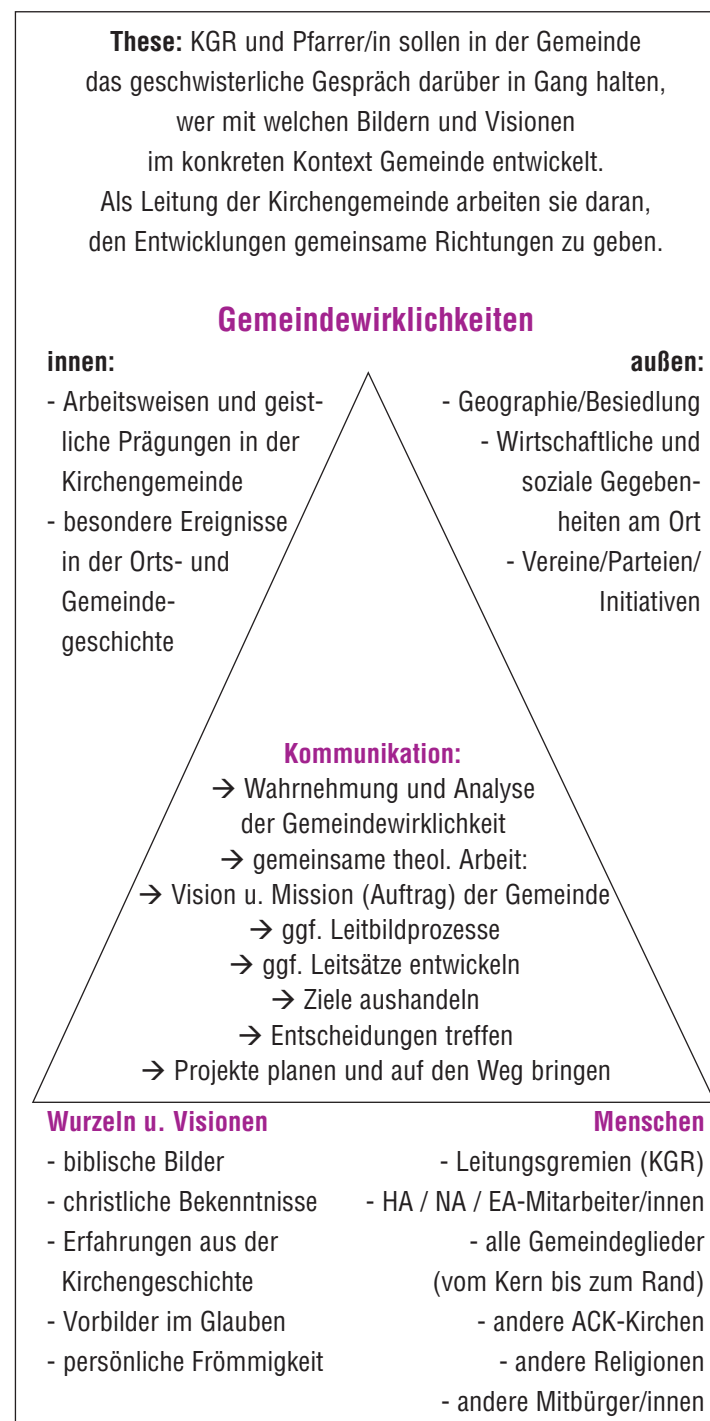 These: KGR und Pfarrer/in sollen in der Gemeinde
das geschwisterliche Gespräch darüber in Gang halten,
wer mit welchen Bildern und Visionen
im konkreten Kontext Gemeinde entwickelt.
Als Leitung der Kirchengemeinde arbeiten sie daran,
den Entwicklungen gemeinsame Richtungen zu geben.
Gemeindewirklichkeiten
innen:
- Arbeitsweisen und geist-
liche Prägungen in der
Kirchengemeinde
- besondere Ereignisse
in der Orts- und
Gemeinde-
geschichte
außen:
- Geographie/Besiedlung
- Wirtschaftliche und
soziale Gegeben-
heiten am Ort
- Vereine/Parteien/
Initiativen
Kommunikation:
→ Wahrnehmung und Analyse
der Gemeindewirklichkeit
→ gemeinsame theol. Arbeit:
→ Vision u. Mission (Auftrag) der Gemeinde
→ ggf. Leitbildprozesse
→ ggf. Leitsätze entwickeln
→ Ziele aushandeln
→ Entscheidungen treffen
→ Projekte planen und auf den Weg bringen
Wurzeln u. Visionen
- biblische Bilder
- christliche Bekenntnisse
- Erfahrungen aus der
Kirchengeschichte
- Vorbilder im Glauben
- persönliche Frömmigkeit
Menschen
- Leitungsgremien (KGR)
- HA / NA / EA-Mitarbeiter/innen
- alle Gemeindeglieder
(vom Kern bis zum Rand)
- andere ACK-Kirchen
- andere Religionen
- andere Mitbürger/innen